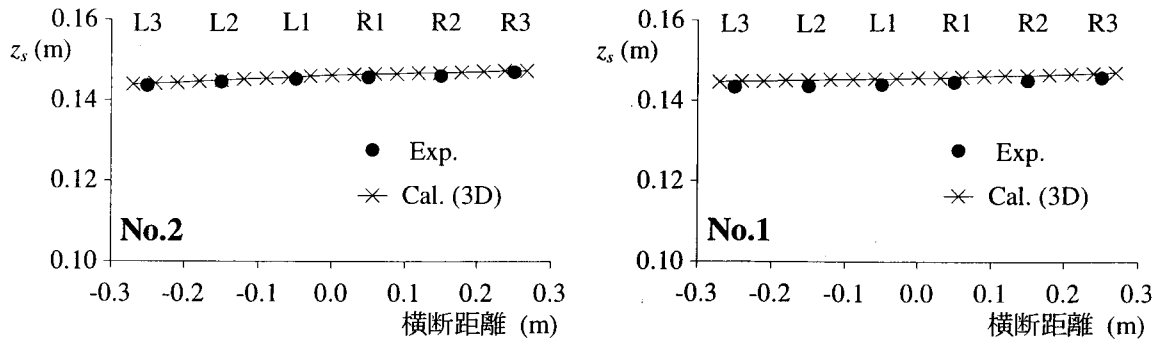 0.16 L3 L2 L1 R1 R2 R3
z_s (m)
0.14
Exp.
0.12
Cal. (3D)
No.2
0.10
-0.3 -0.2 -0.1 0.0 0.1 0.2 0.3
横断距離 (m)
0.16 L3 L2 L1 R1 R2 R3
z_s (m)
0.14
Exp.
0.12
Cal. (3D)
No.1
0.10
-0.3 -0.2 -0.1 0.0 0.1 0.2 0.3
横断距離 (m)